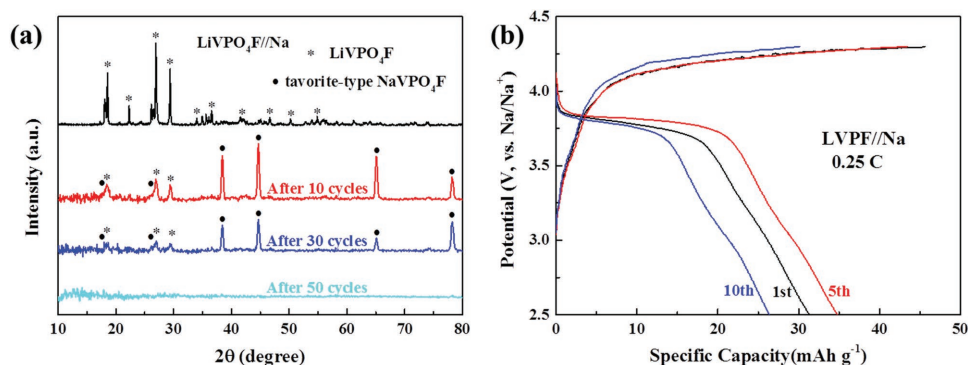 (a)
LiVPO4F//Na
* LiVPO4F
• tavorite-type NaVPO4F
After 10 cycles
After 30 cycles
After 50 cycles
Intensity (a.u.)
10 20 30 40 50 60 70 80
2θ (degree)
(b)
4.5
4.0
3.5
3.0
2.5
Potential (V, vs. Na/Na+)
LVPF//Na
0.25 C
10th 1st 5th
0 10 20 30 40 50
Specific Capacity(mAh g-1)